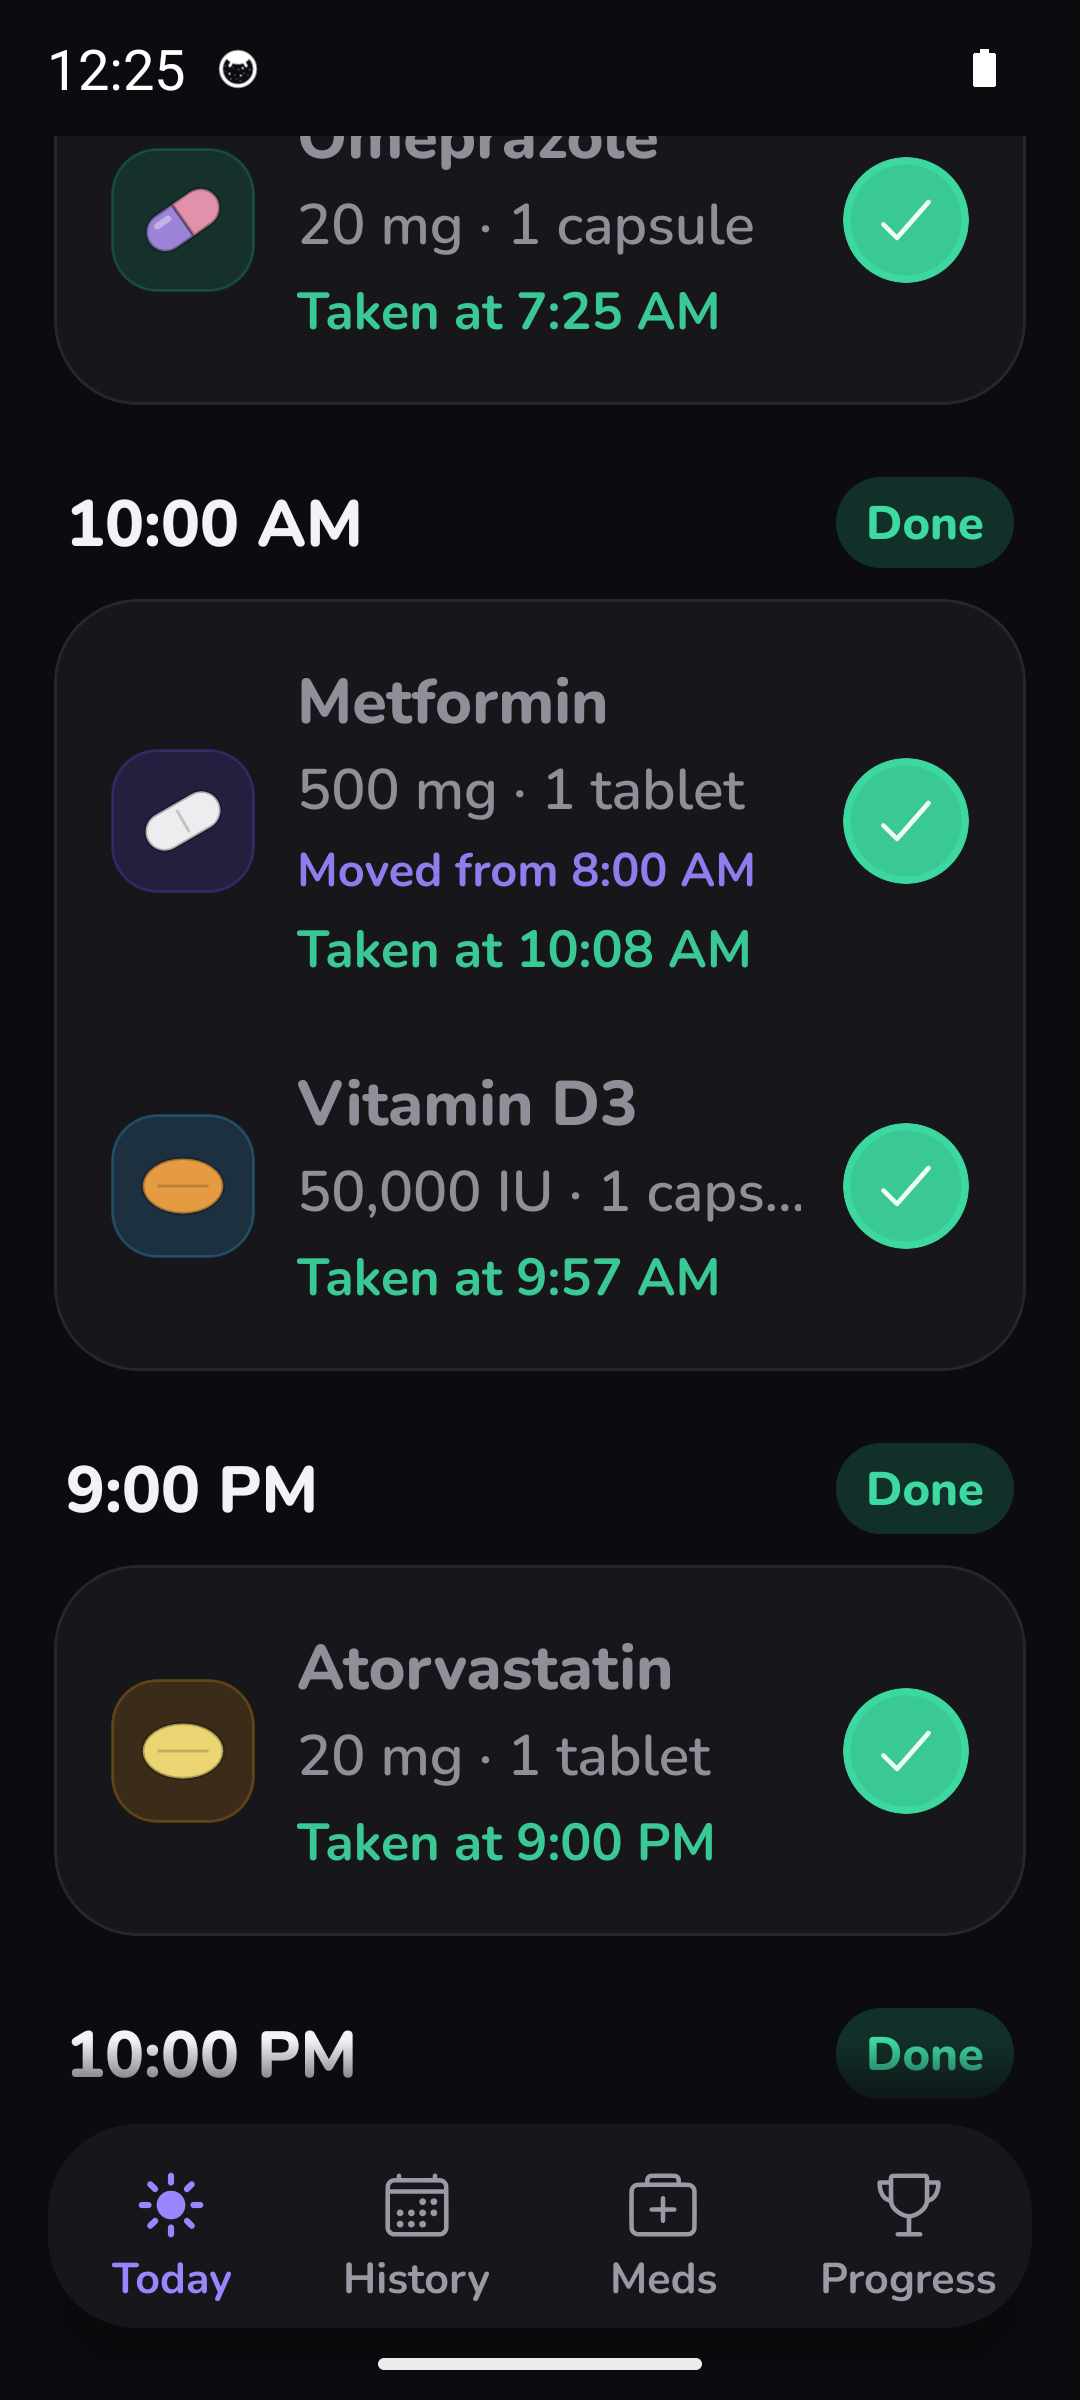 12:25
Omeprazole
20 mg · 1 capsule
Taken at 7:25 AM
10:00 AM
Done
Metformin
500 mg · 1 tablet
Moved from 8:00 AM
Taken at 10:08 AM
Vitamin D3
50,000 IU · 1 caps...
Taken at 9:57 AM
9:00 PM
Done
Atorvastatin
20 mg · 1 tablet
Taken at 9:00 PM
10:00 PM
Done
Today
History
Meds
Progress